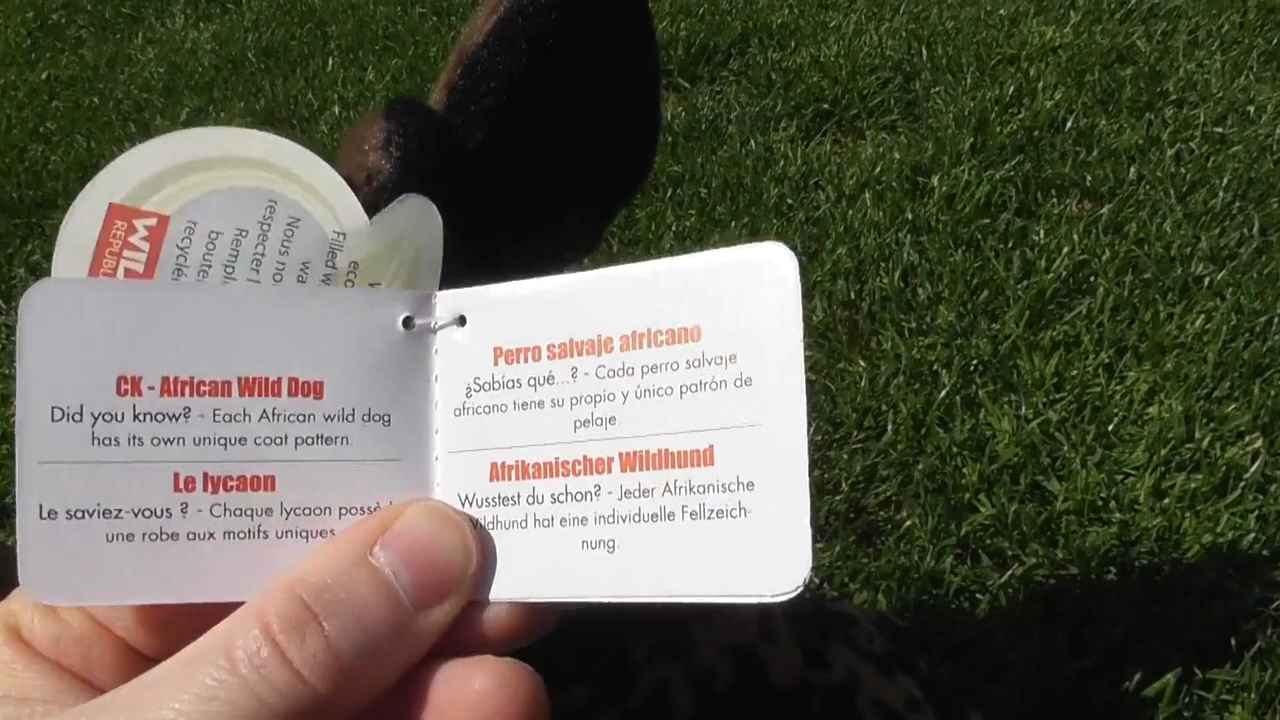 WIL
REPUBL
recyclé
boute
Rempl
respecter l
Nous no
wa
Filled w
eco
CK - African Wild Dog
Did you know? - Each African wild dog
has its own unique coat pattern.
Le lycaon
Le saviez-vous ? - Chaque lycaon possè
une robe aux motifs uniques
Perro salvaje africano
¿Sabías qué...? - Cada perro salvaje
africano tiene su propio y único patrón de
pelaje.
Afrikanischer Wildhund
Wusstest du schon? - Jeder Afrikanische
Wildhund hat eine individuelle Fellzeich-
nung.